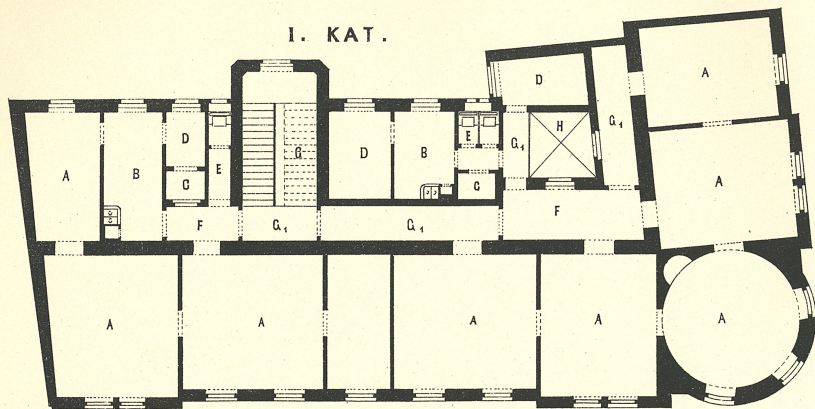 I. KAT.
D A
H G₁
D E
G D B G₁
A B C E C A
F
F G₁ G₁
A A A A A